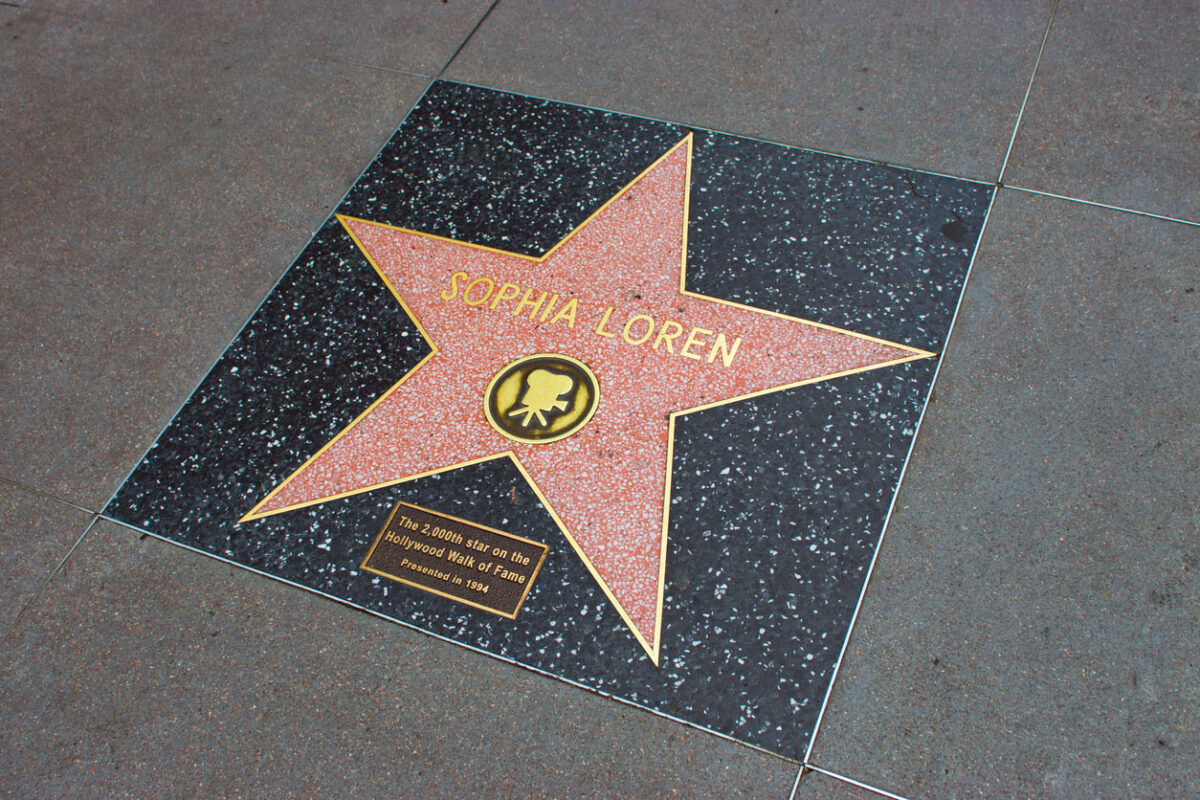 SOPHIA LOREN
The 2,000th star on the
Hollywood Walk of Fame
Presented in 1994